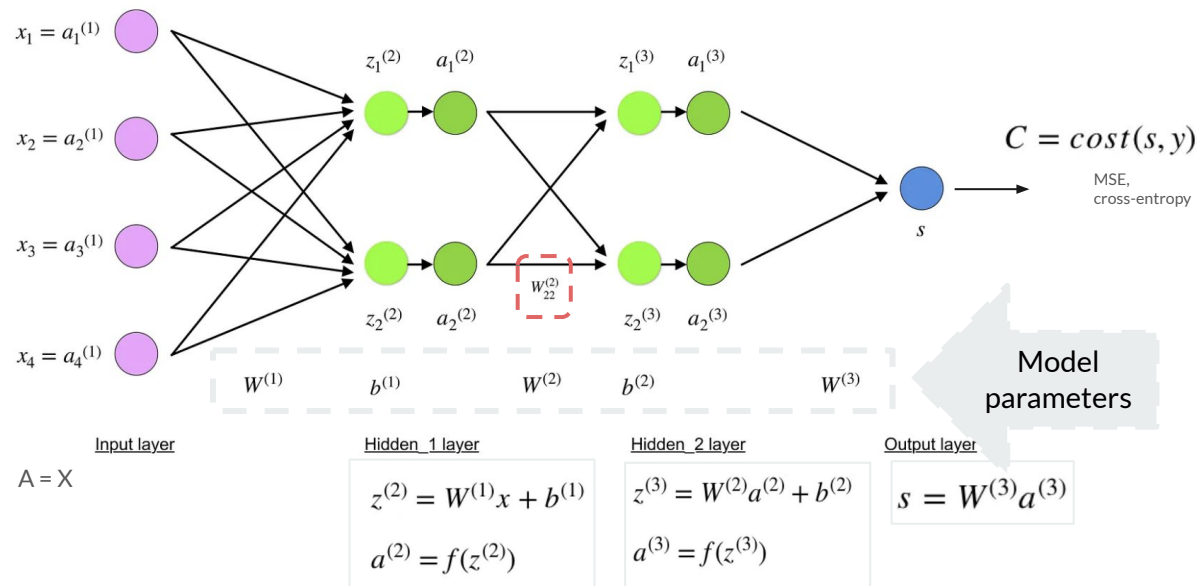 x₁ = a₁⁽¹⁾
z₁⁽²⁾ a₁⁽²⁾ z₁⁽³⁾ a₁⁽³⁾
x₂ = a₂⁽¹⁾
C = cost(s, y)
MSE,
cross-entropy
s
x₃ = a₃⁽¹⁾
W₂₂⁽²⁾
z₂⁽²⁾ a₂⁽²⁾ z₂⁽³⁾ a₂⁽³⁾
x₄ = a₄⁽¹⁾
W⁽¹⁾ b⁽¹⁾ W⁽²⁾ b⁽²⁾ W⁽³⁾
Model
parameters
Input layer Hidden_1 layer Hidden_2 layer Output layer
A = X
z⁽²⁾ = W⁽¹⁾x + b⁽¹⁾
a⁽²⁾ = f(z⁽²⁾)
z⁽³⁾ = W⁽²⁾a⁽²⁾ + b⁽²⁾
a⁽³⁾ = f(z⁽³⁾)
s = W⁽³⁾a⁽³⁾